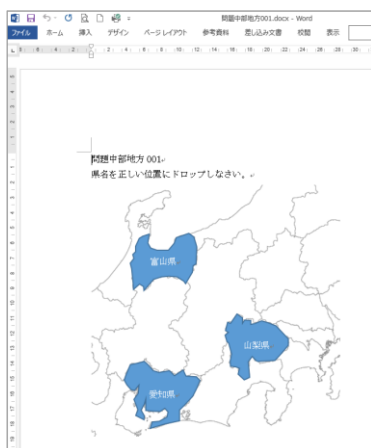 問題中部地方001.docx - Word
ファイル ホーム 挿入 デザイン ページレイアウト 参考資料 差し込み文書 校閲 表示
問題中部地方 001
県名を正しい位置にドロップしなさい。
富山県
山梨県
愛知県